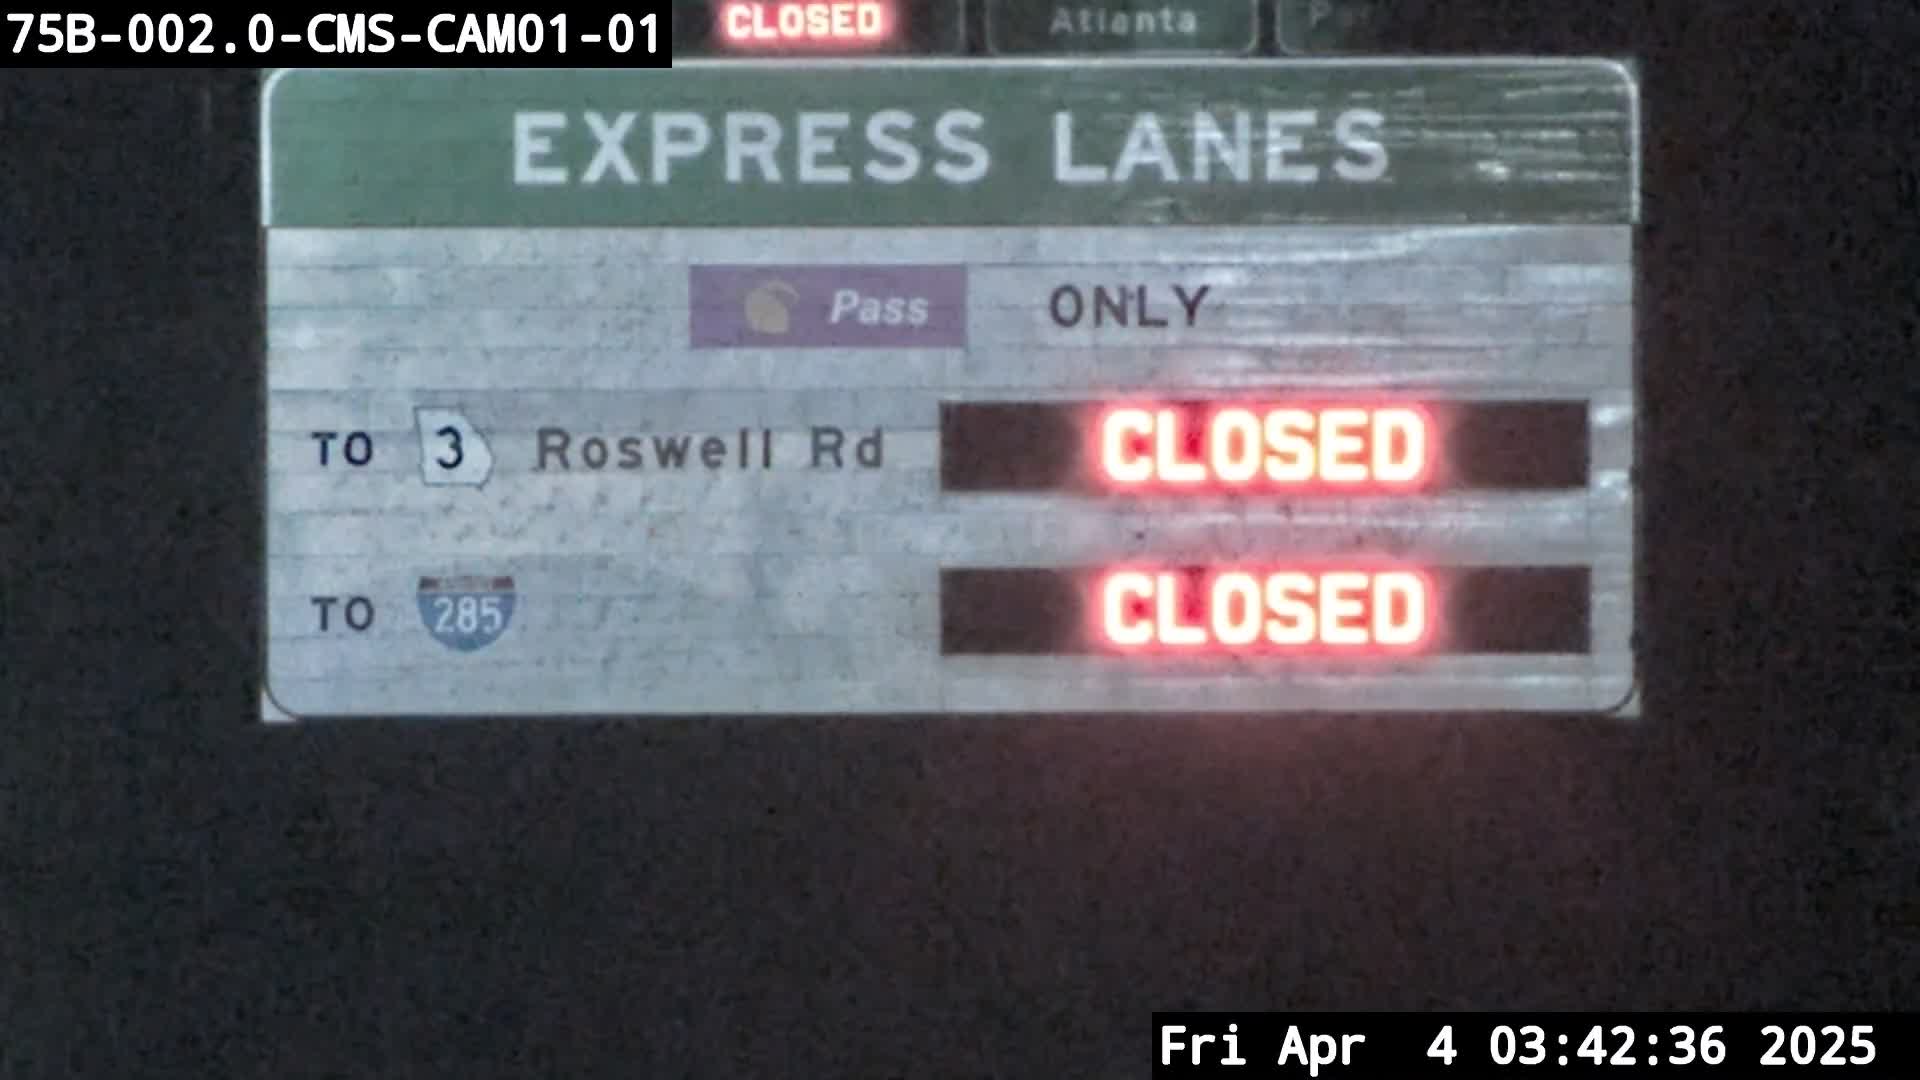 75B-002.0-CMS-CAM01-01
CLOSED
Atlanta
EXPRESS LANES
Pass ONLY
TO 3 Roswell Rd CLOSED
TO 285 CLOSED
Fri Apr 4 03:42:36 2025